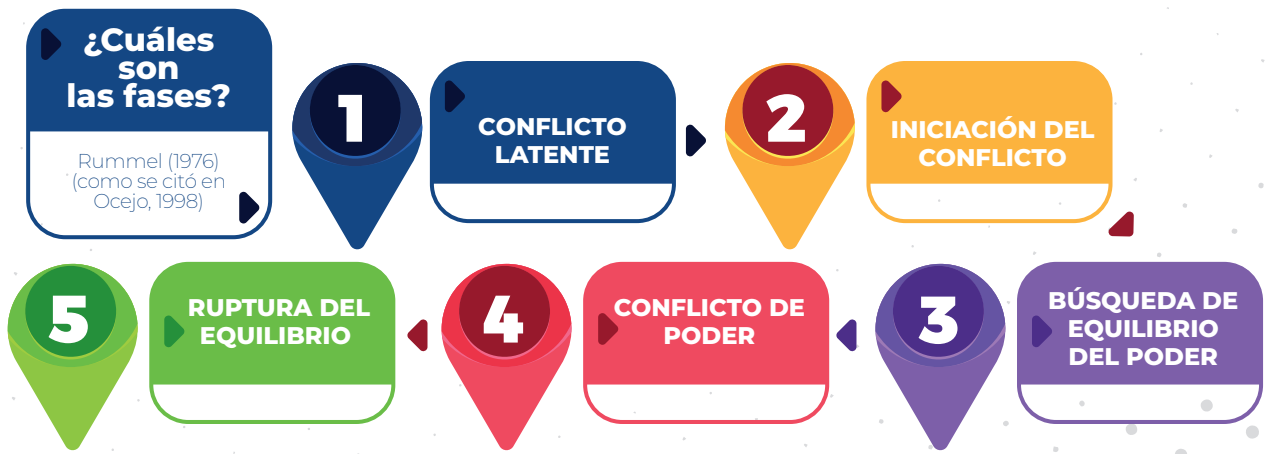 ¿Cuáles
son
las fases?
Rummel (1976)
(como se citó en
Ocejo, 1998)
1
CONFLICTO
LATENTE
2
INICIACIÓN DEL
CONFLICTO
3
BÚSQUEDA DE
EQUILIBRIO
DEL PODER
4
CONFLICTO DE
PODER
5
RUPTURA DEL
EQUILIBRIO